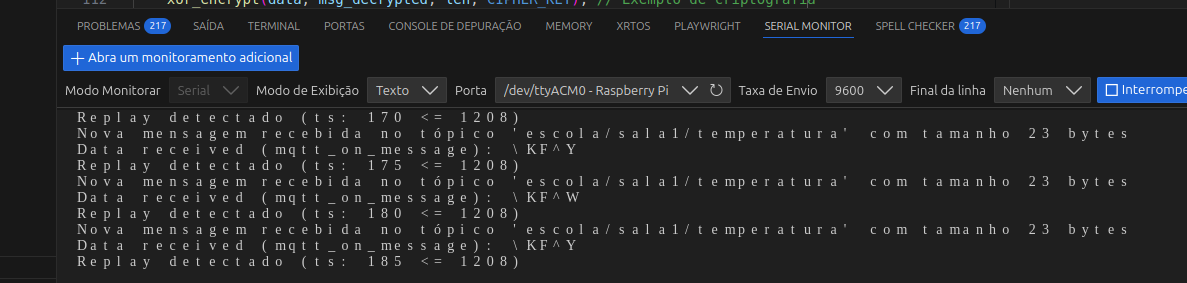 112 xor_encrypt(data, msg_decrypted, len, CIPHER_KEY); // Exemplo de criptografia
PROBLEMAS 217 SAÍDA TERMINAL PORTAS CONSOLE DE DEPURAÇÃO MEMORY XRTOS PLAYWRIGHT SERIAL MONITOR SPELL CHECKER 217
Abra um monitoramento adicional
Modo Monitorar Serial Modo de Exibição Texto Porta /dev/ttyACM0 - Raspberry Pi Taxa de Envio 9600 Final da linha Nenhum Interrompe
Replay detectado (ts: 170 <= 1208)
Nova mensagem recebida no tópico 'escola/sala1/temperatura' com tamanho 23 bytes
Data received (mqtt_on_message): \KF^Y
Replay detectado (ts: 175 <= 1208)
Nova mensagem recebida no tópico 'escola/sala1/temperatura' com tamanho 23 bytes
Data received (mqtt_on_message): \KF^W
Replay detectado (ts: 180 <= 1208)
Nova mensagem recebida no tópico 'escola/sala1/temperatura' com tamanho 23 bytes
Data received (mqtt_on_message): \KF^Y
Replay detectado (ts: 185 <= 1208)